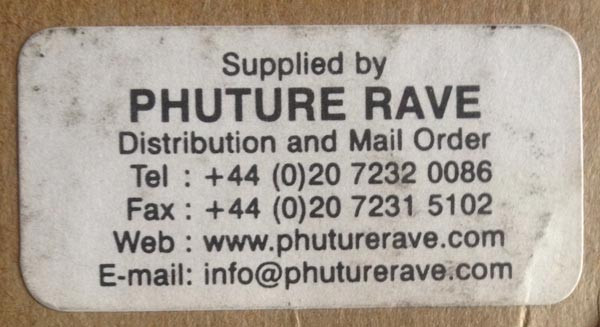 Supplied by
PHUTURE RAVE
Distribution and Mail Order
Tel : +44 (0)20 7232 0086
Fax : +44 (0)20 7231 5102
Web : www.phuturerave.com
E-mail: info@phuturerave.com